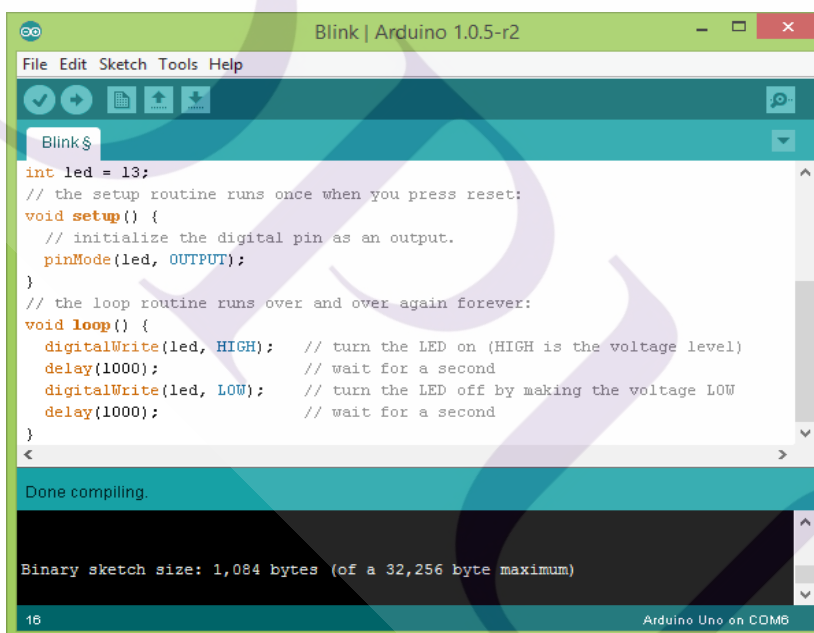 Blink | Arduino 1.0.5-r2
File Edit Sketch Tools Help
Blink§
int led = 13;
// the setup routine runs once when you press reset:
void setup() {
  // initialize the digital pin as an output.
  pinMode(led, OUTPUT);
}
// the loop routine runs over and over again forever:
void loop() {
  digitalWrite(led, HIGH);   // turn the LED on (HIGH is the voltage level)
  delay(1000);               // wait for a second
  digitalWrite(led, LOW);    // turn the LED off by making the voltage LOW
  delay(1000);               // wait for a second
}
Done compiling.
Binary sketch size: 1,084 bytes (of a 32,256 byte maximum)
16 Arduino Uno on COM6